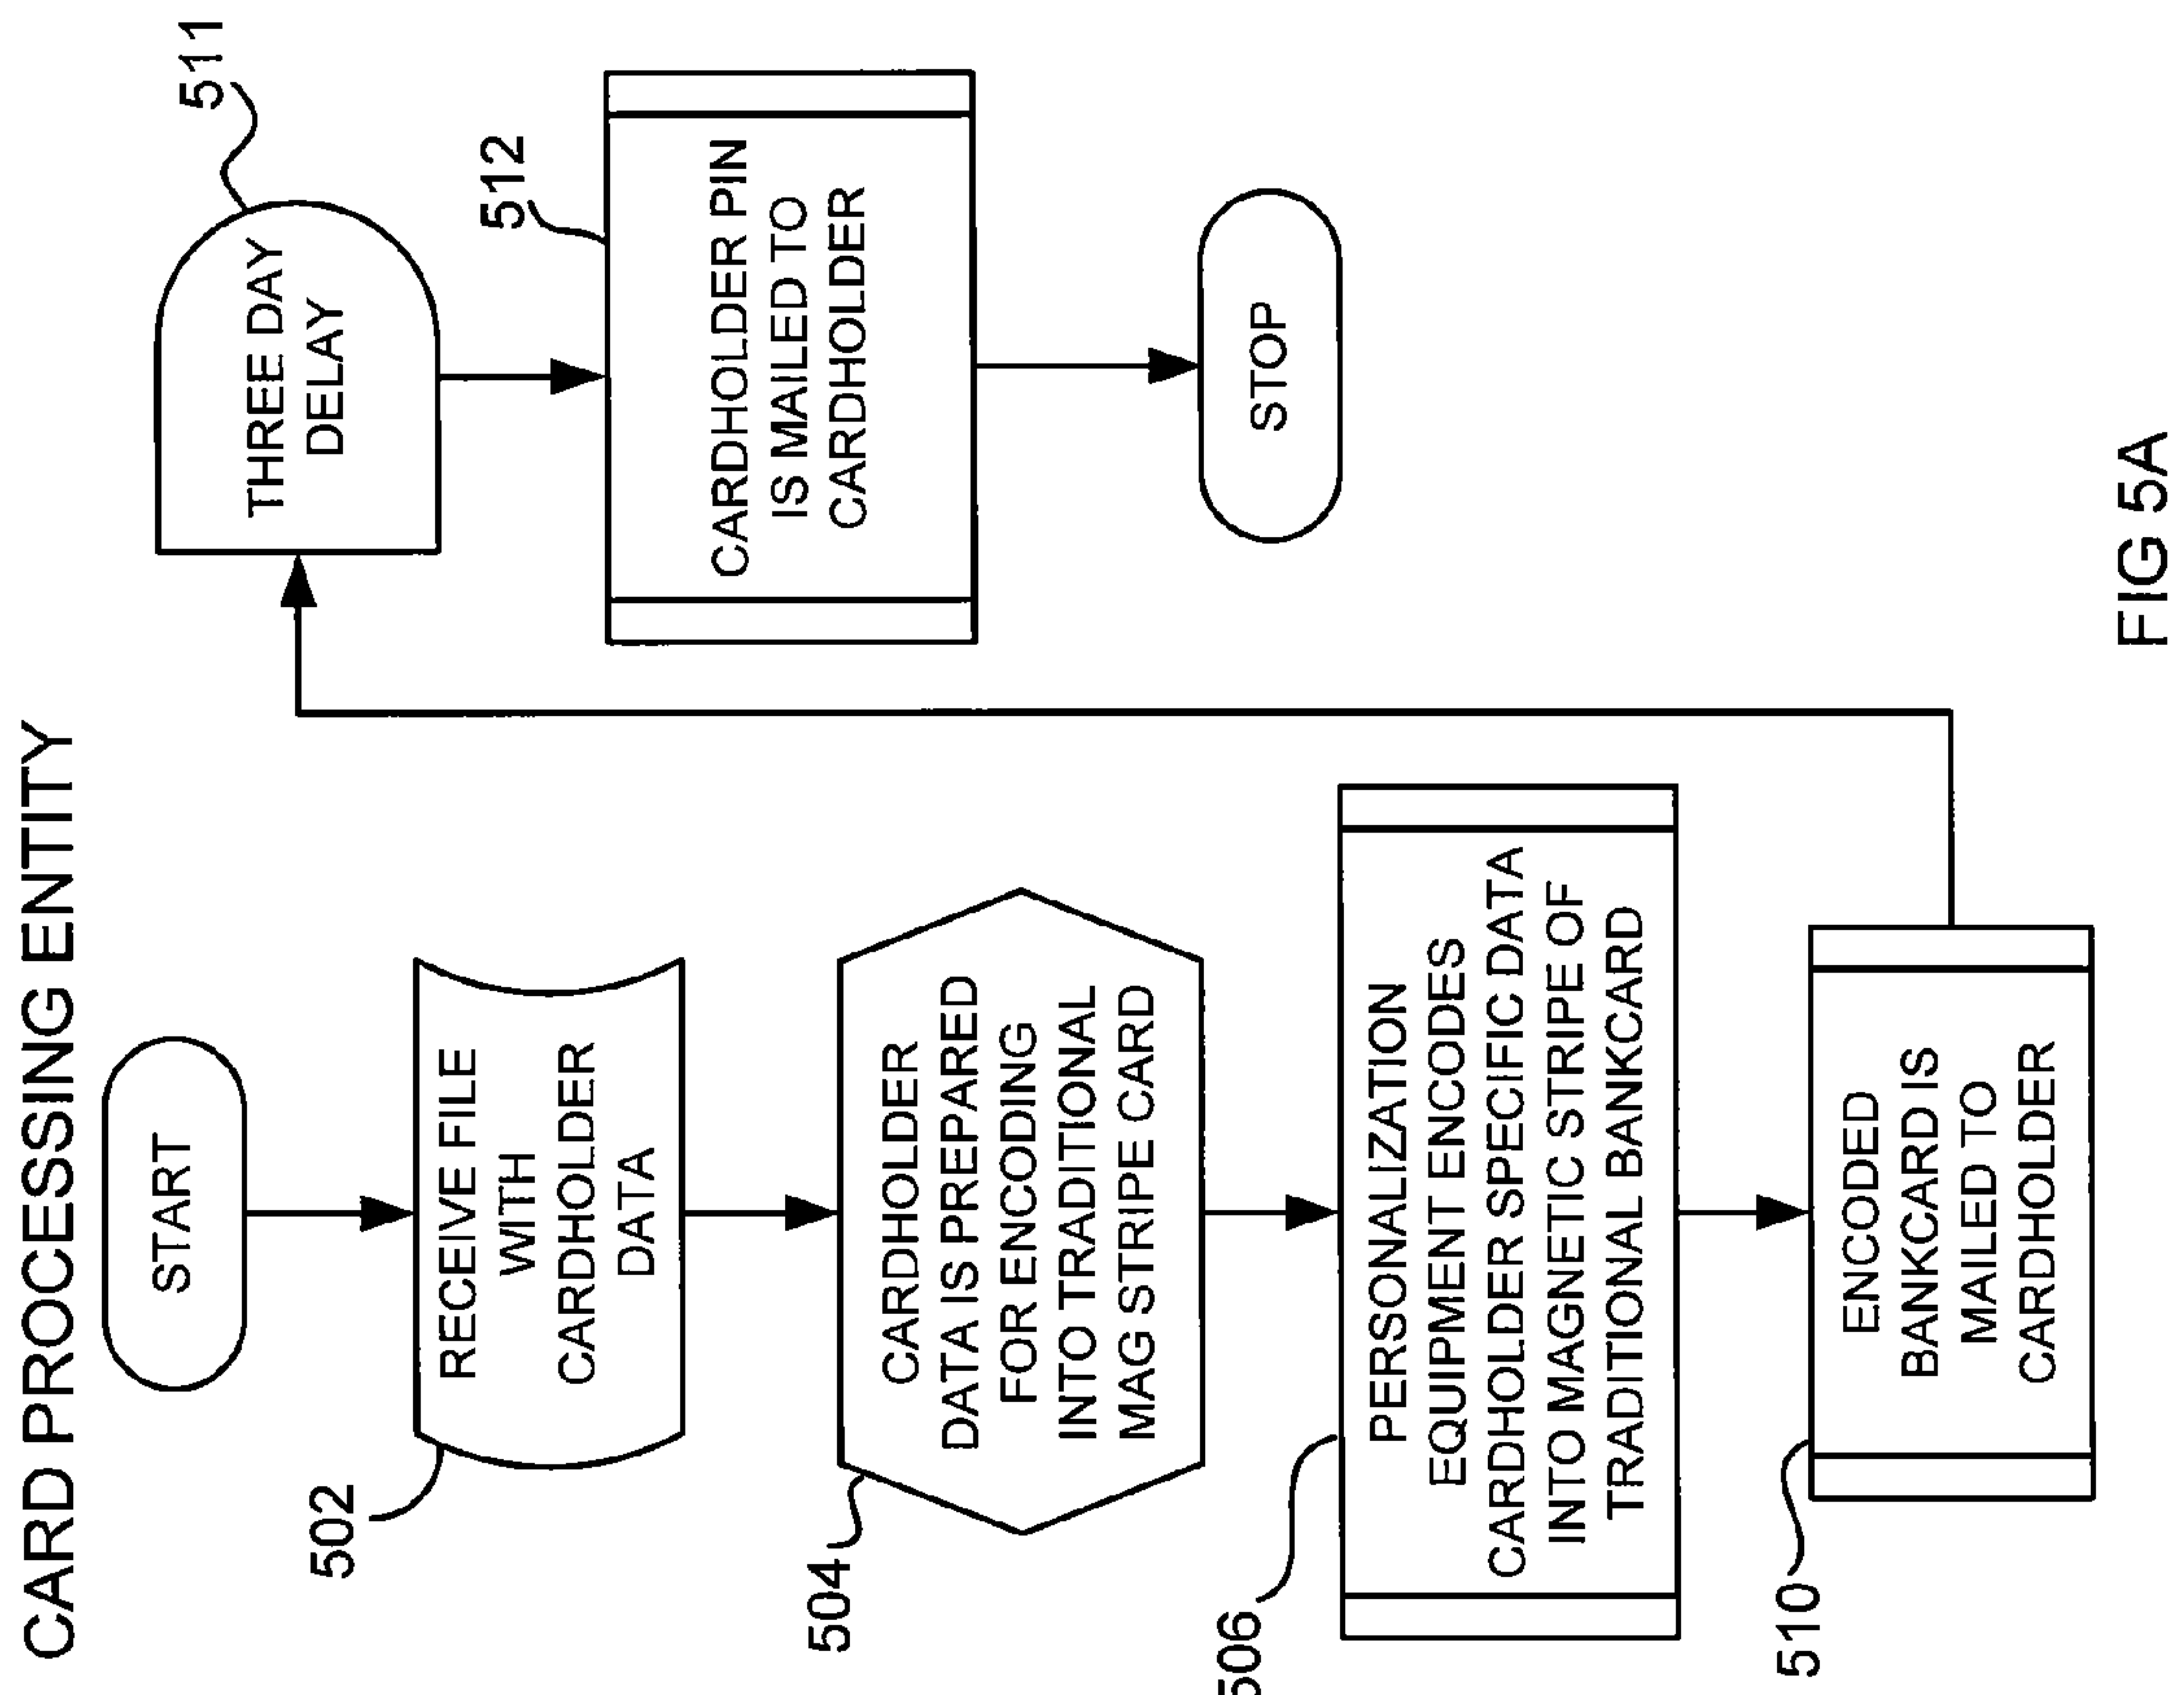 CARD PROCESSING ENTITY
START
502
RECEIVE FILE
WITH
CARDHOLDER
DATA
504
CARDHOLDER
DATA IS PREPARED
FOR ENCODING
INTO TRADITIONAL
MAG STRIPE CARD
506
PERSONALIZATION
EQUIPMENT ENCODES
CARDHOLDER SPECIFIC DATA
INTO MAGNETIC STRIPE OF
TRADITIONAL BANKCARD
510
ENCODED
BANKCARD IS
MAILED TO
CARDHOLDER
511
THREE DAY
DELAY
512
CARDHOLDER PIN
IS MAILED TO
CARDHOLDER
STOP
FIG 5A